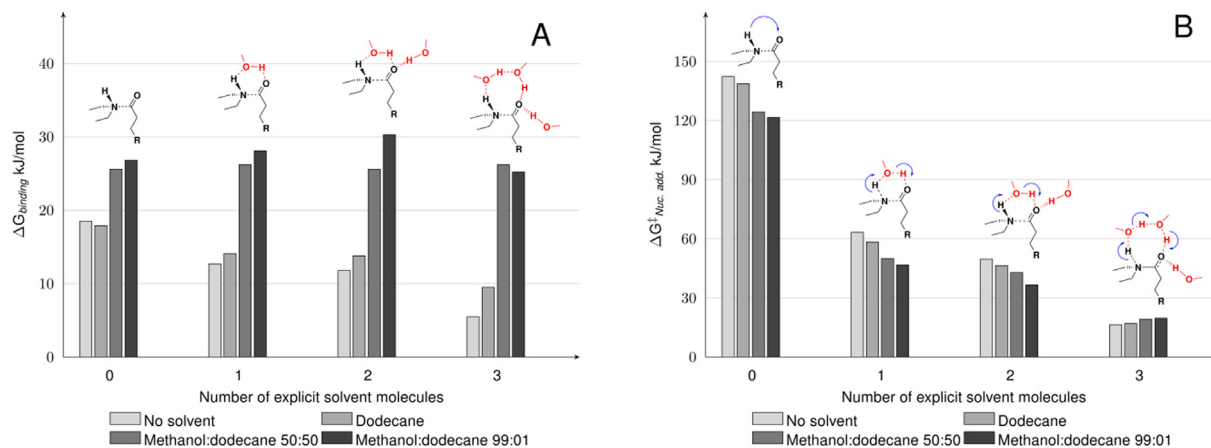 A
ΔG binding kJ/mol
40
30
20
10
0
H
N
O
R
O
H
H
N
O
R
O
H
H
O
H
N
O
R
O
H
O
H
H
H
N
O
H
O
R
0
1
2
3
Number of explicit solvent molecules
No solvent
Dodecane
Methanol:dodecane 50:50
Methanol:dodecane 99:01
B
ΔG‡ Nuc. add. kJ/mol
150
120
90
60
30
0
H
N
O
R
O
H
H
N
O
R
O
H
H
O
H
N
O
R
O
H
O
H
H
N
O
H
O
R
0
1
2
3
Number of explicit solvent molecules
No solvent
Dodecane
Methanol:dodecane 50:50
Methanol:dodecane 99:01